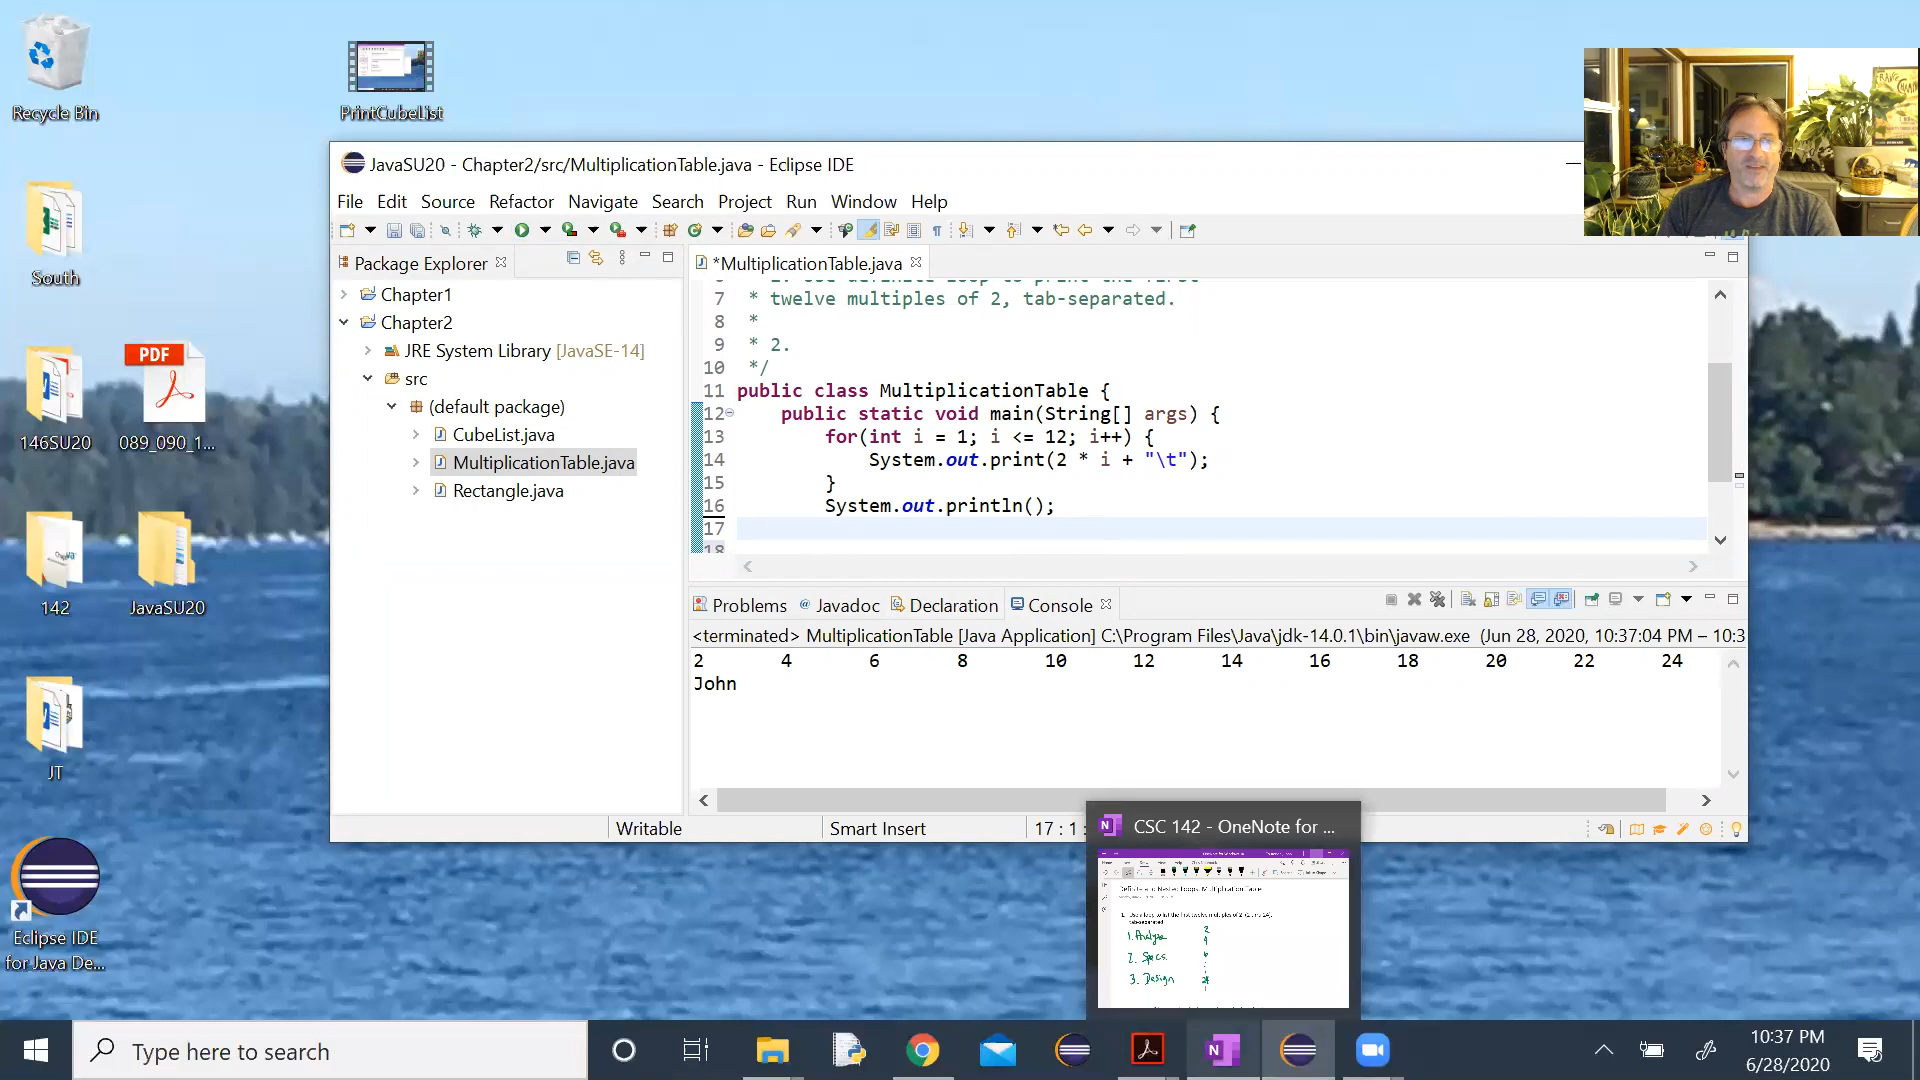 Recycle Bin
PrintCubeList
South
PDF
146SU20
089_090_1...
142
JavaSU20
JT
Eclipse IDE
for Java De...
JavaSU20 - Chapter2/src/MultiplicationTable.java - Eclipse IDE
File Edit Source Refactor Navigate Search Project Run Window Help
Package Explorer
Chapter1
Chapter2
JRE System Library [JavaSE-14]
src
(default package)
CubeList.java
MultiplicationTable.java
Rectangle.java
*MultiplicationTable.java
7 * twelve multiples of 2, tab-separated.
8 *
9 * 2.
10 */
11 public class MultiplicationTable {
12 public static void main(String[] args) {
13 for(int i = 1; i <= 12; i++) {
14 System.out.print(2 * i + "\t");
15 }
16 System.out.println();
17
18
Problems Javadoc Declaration Console
<terminated> MultiplicationTable [Java Application] C:\Program Files\Java\jdk-14.0.1\bin\javaw.exe (Jun 28, 2020, 10:37:04 PM – 10:3
2 4 6 8 10 12 14 16 18 20 22 24
John
Writable
Smart Insert
17 : 1 :
CSC 142 - OneNote for ...
1. Analyze
2. Specs.
3. Design
Type here to search
10:37 PM
6/28/2020